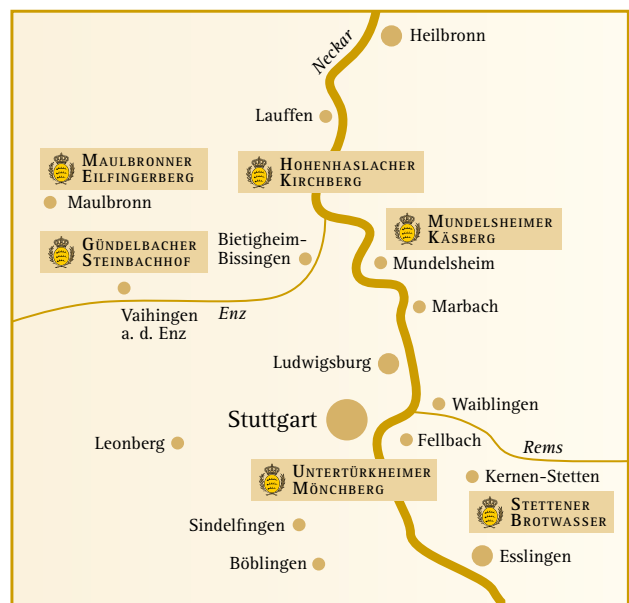 Neckar
Heilbronn
Lauffen
MAULBRONNER
EILFINGERBERG
HOHENHASLACHER
KIRCHBERG
Maulbronn
MUNDELSHEIMER
KÄSBERG
GÜNDELBACHER
STEINBACHHOF
Bietigheim-
Bissingen
Mundelsheim
Vaihingen
a. d. Enz
Enz
Marbach
Ludwigsburg
Waiblingen
Stuttgart
Leonberg
Fellbach
Rems
UNTERTÜRKHEIMER
MÖNCHBERG
Kernen-Stetten
STETTENER
BROTWASSER
Sindelfingen
Böblingen
Esslingen